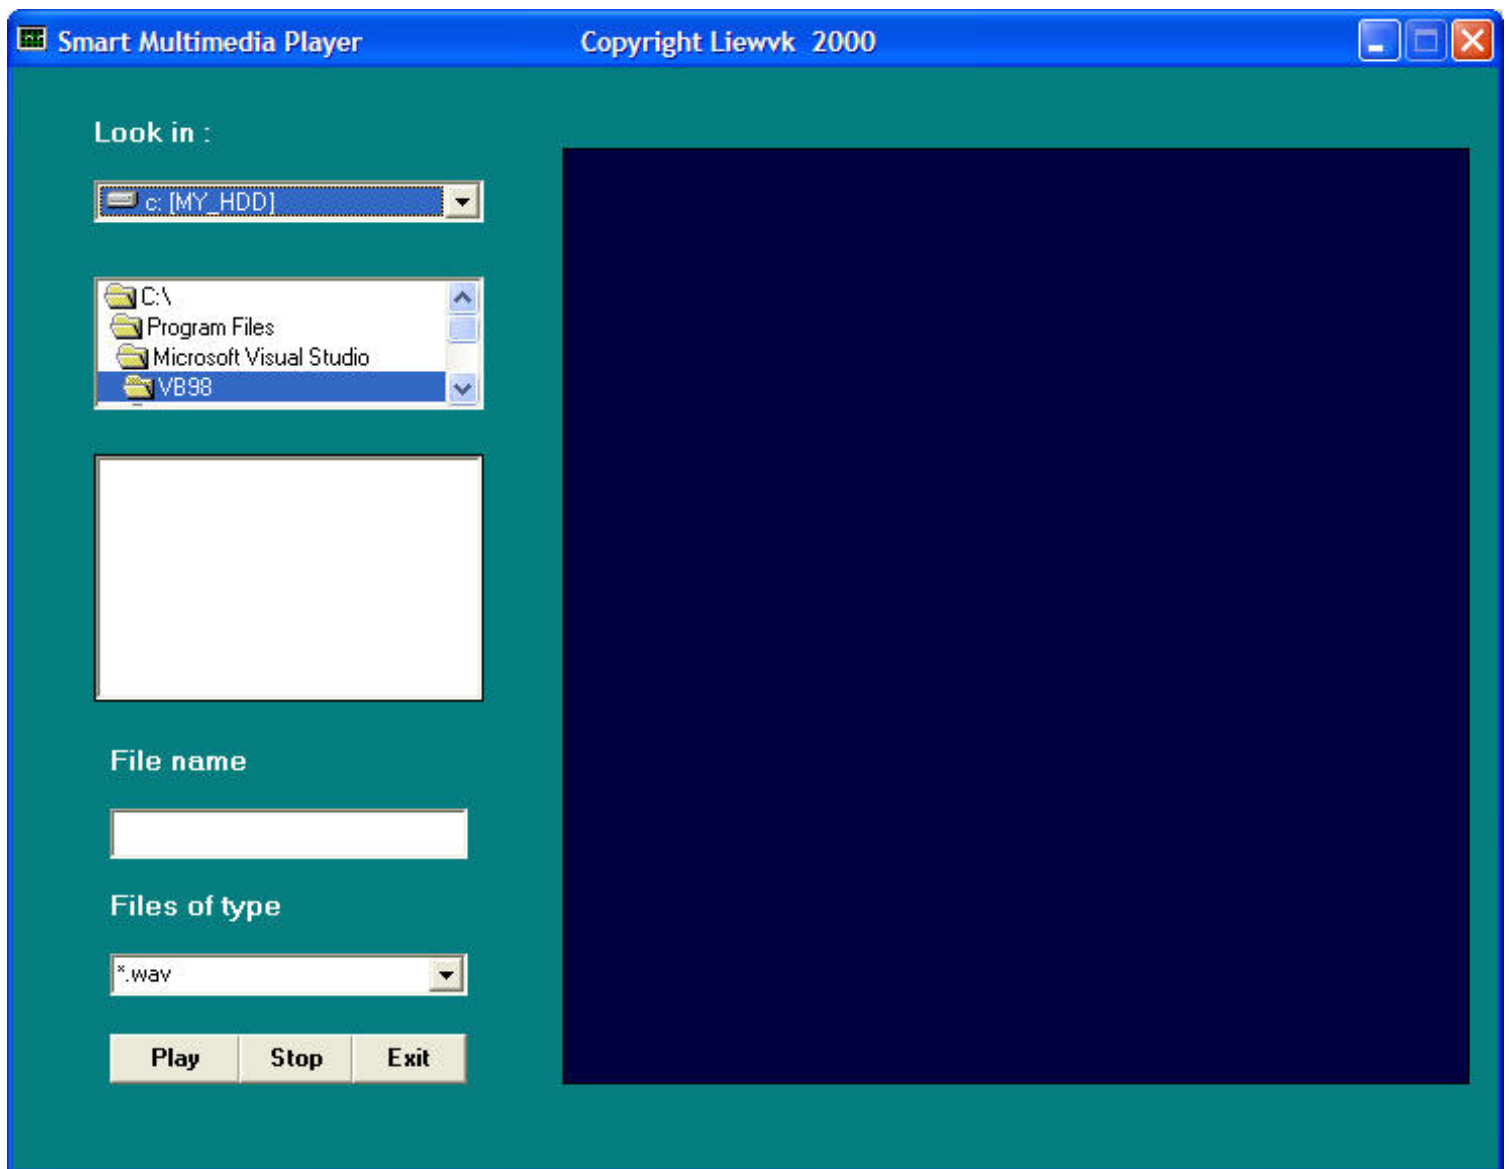 Smart Multimedia Player Copyright Liewvk 2000
Look in :
c: [MY_HDD]
C:\
Program Files
Microsoft Visual Studio
VB98
File name
Files of type
*.wav
Play Stop Exit